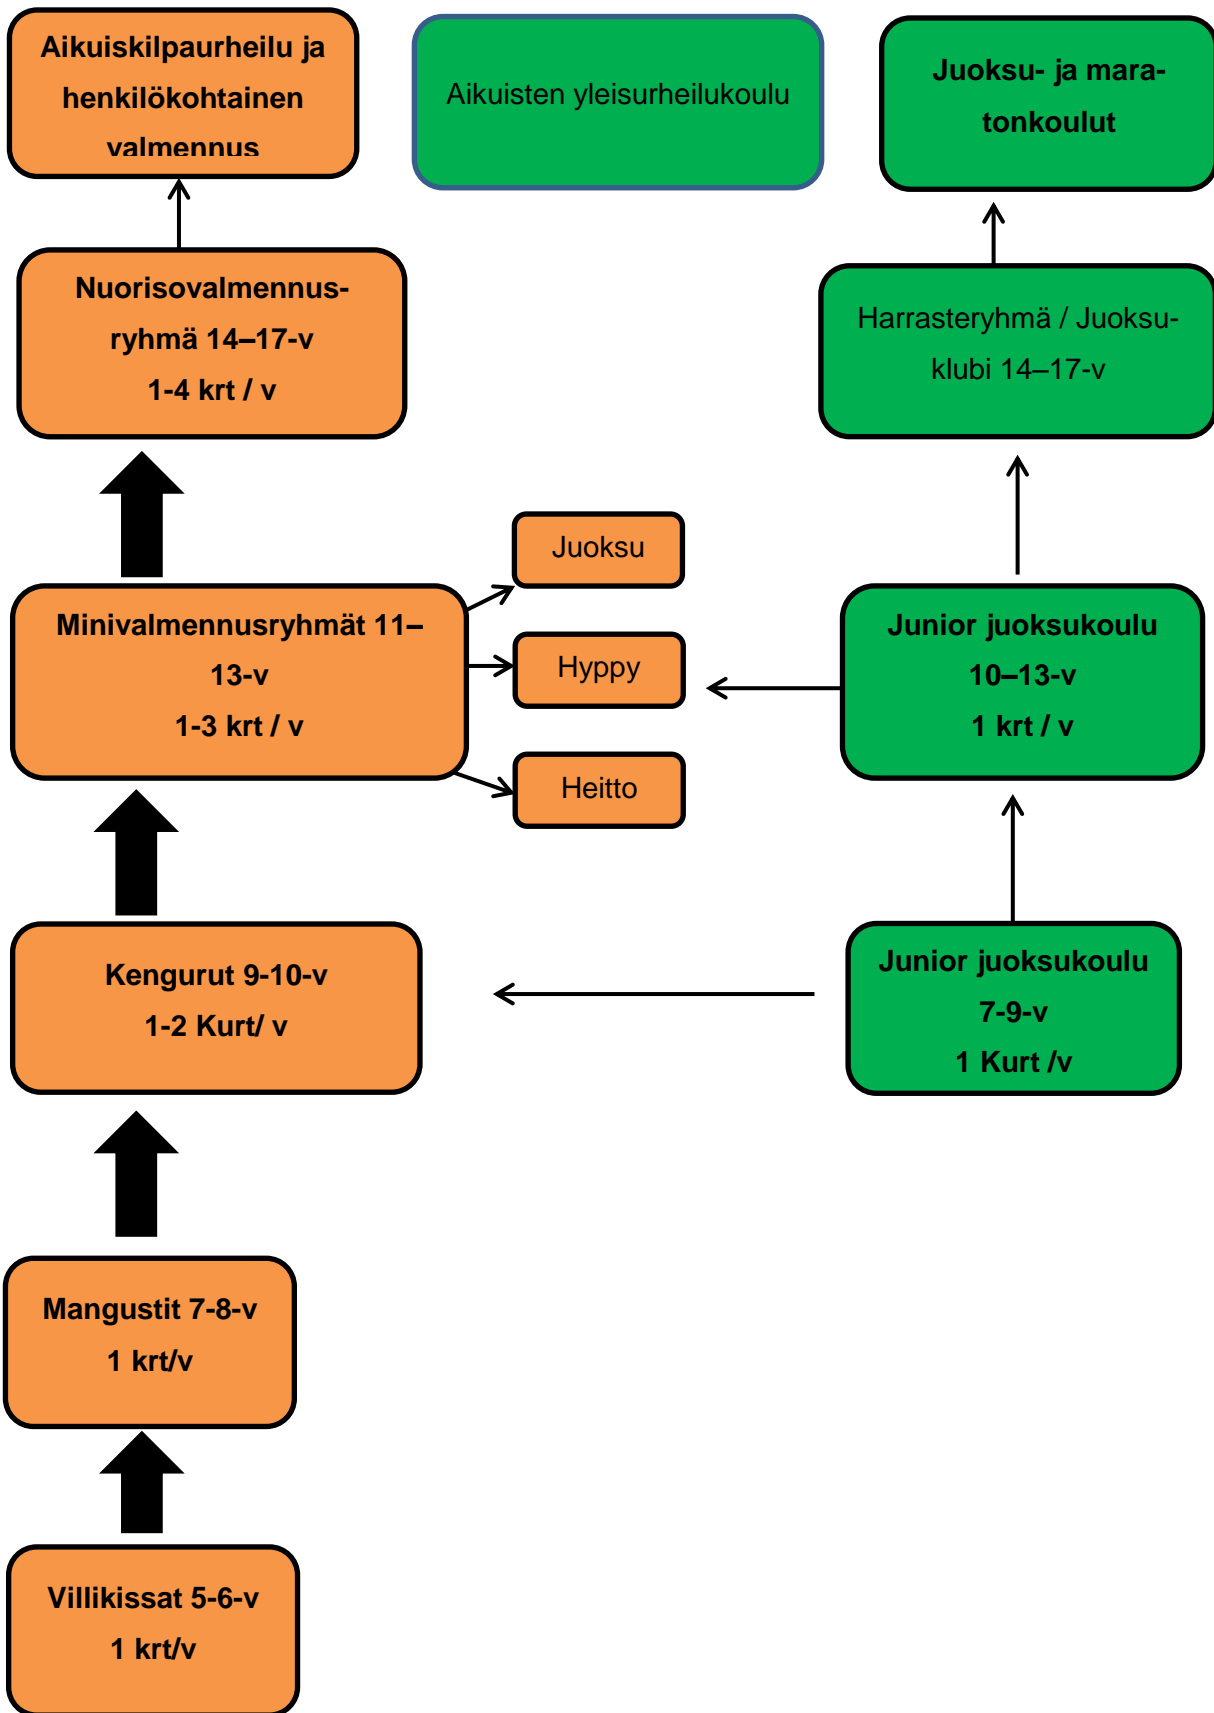 Aikuiskilpaurheilu ja
henkilökohtainen
valmennus
Aikuisten yleisurheilukoulu
Juoksu- ja mara-
tonkoulut
Nuorisovalmennus-
ryhmä 14–17-v
1-4 krt / v
Harrasteryhmä / Juoksu-
klubi 14–17-v
Juoksu
Minivalmennusryhmät 11–
13-v
1-3 krt / v
Hyppy
Heitto
Junior juoksukoulu
10–13-v
1 krt / v
Kengurut 9-10-v
1-2 Kurt/ v
Junior juoksukoulu
7-9-v
1 Kurt /v
Mangustit 7-8-v
1 krt/v
Villikissat 5-6-v
1 krt/v